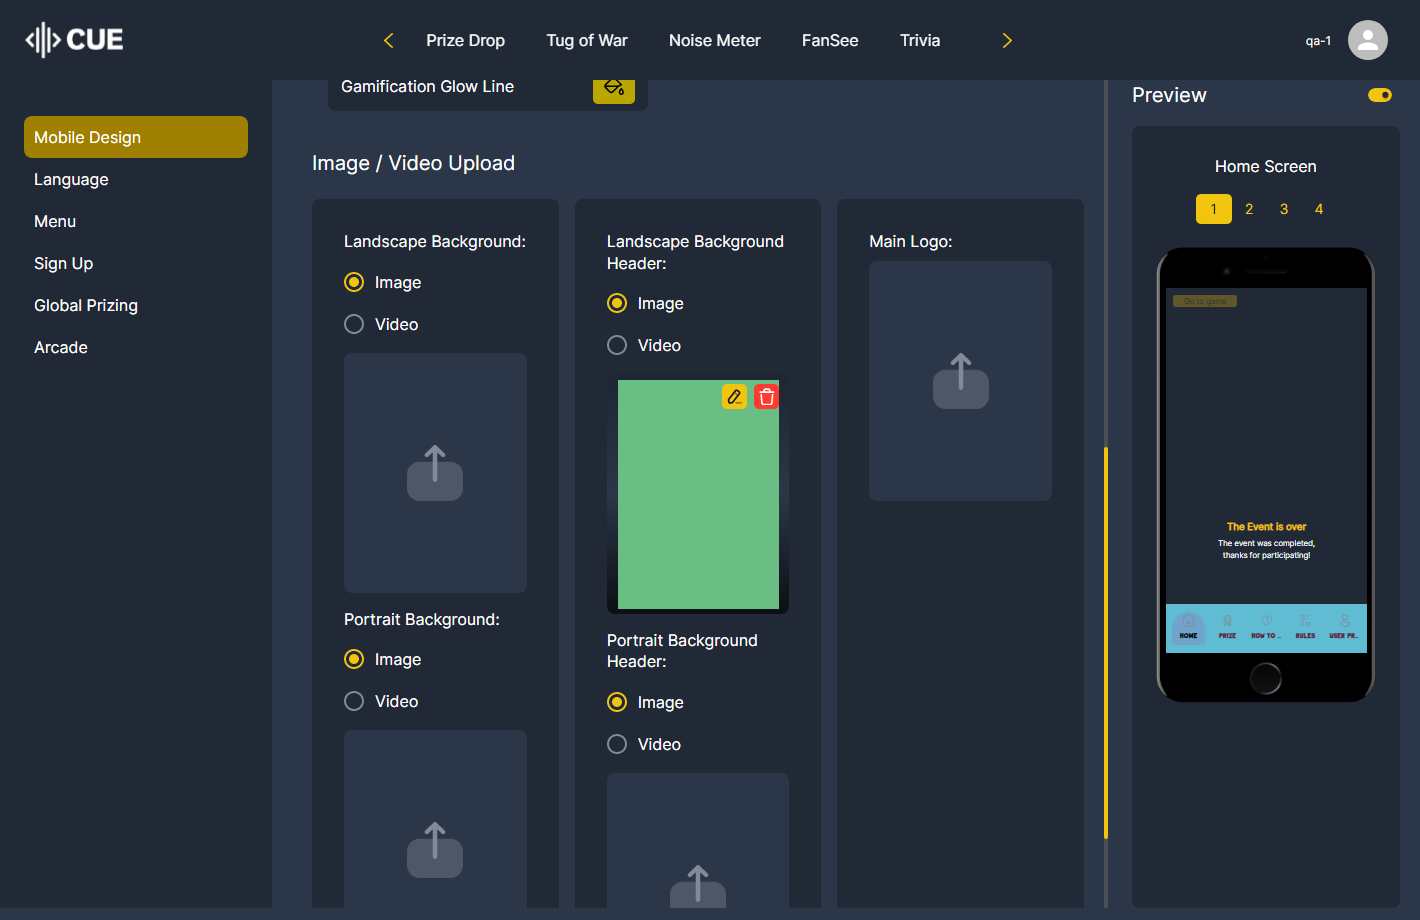 CUE
Prize Drop
Tug of War
Noise Meter
FanSee
Trivia
qa-1
Mobile Design
Language
Menu
Sign Up
Global Prizing
Arcade
Gamification Glow Line
Image / Video Upload
Landscape Background:
Image
Video
Portrait Background:
Image
Video
Landscape Background
Header:
Image
Video
Portrait Background
Header:
Image
Video
Main Logo:
Preview
Home Screen
1 2 3 4
Go to game
The Event is over
The event was completed,
thanks for participating!
HOME
PRIZE
HOW TO ...
RULES
USER PR...